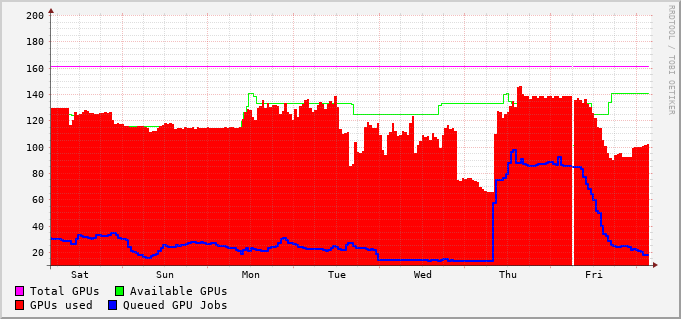 200
180
160
140
120
100
80
60
40
20
Sat Sun Mon Tue Wed Thu Fri
Total GPUs Available GPUs
GPUs used Queued GPU Jobs
RRDTOOL / TOBI OETIKER